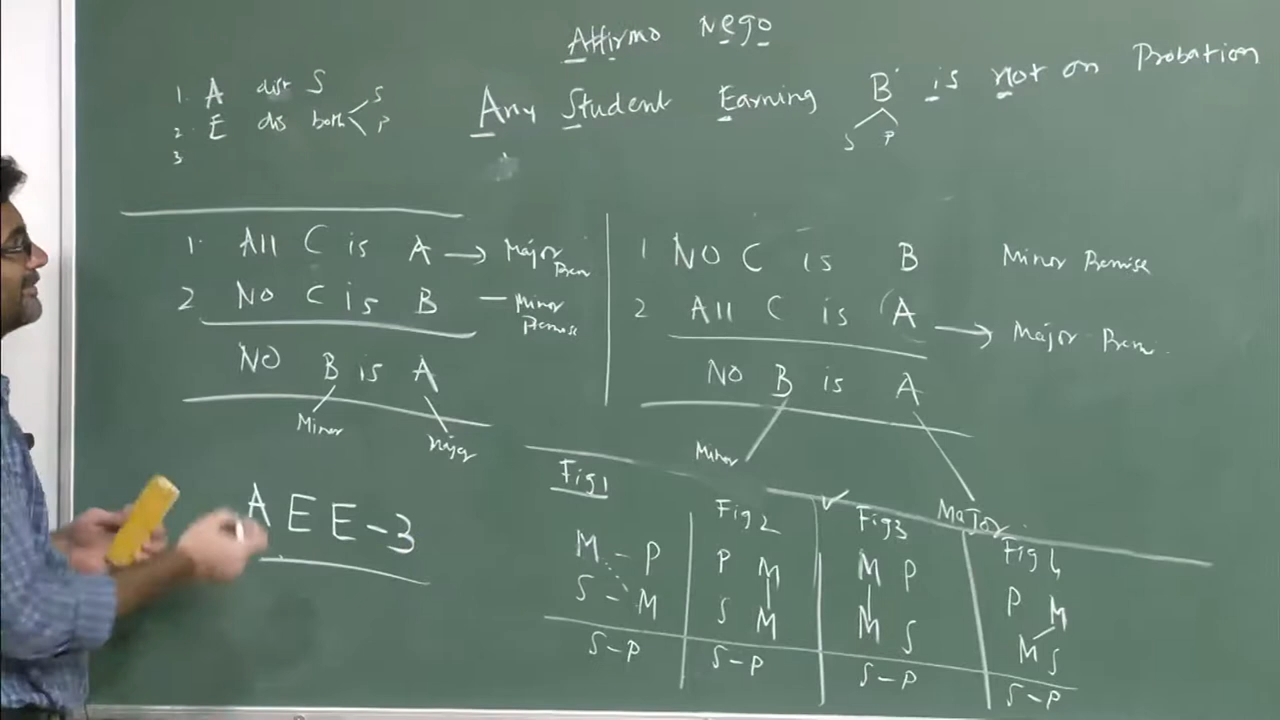 Affirmo Nego
1. A dist S
2. E dis both S P
3
Any Student Earning B is not on Probation
S P
1. All C is A → Major Prem
2 No C is B — Minor Premise
NO B is A
Minor
Major
AEE-3
1 NO C is B Minor Premise
2 All C is A → Major Prem.
NO B is A
Minor
Major
Fig1
M - P
S - M
S-P
Fig2
P M
S M
S-P
✓
Fig3
M P
M S
S-P
Fig4
P M
M S
S-P